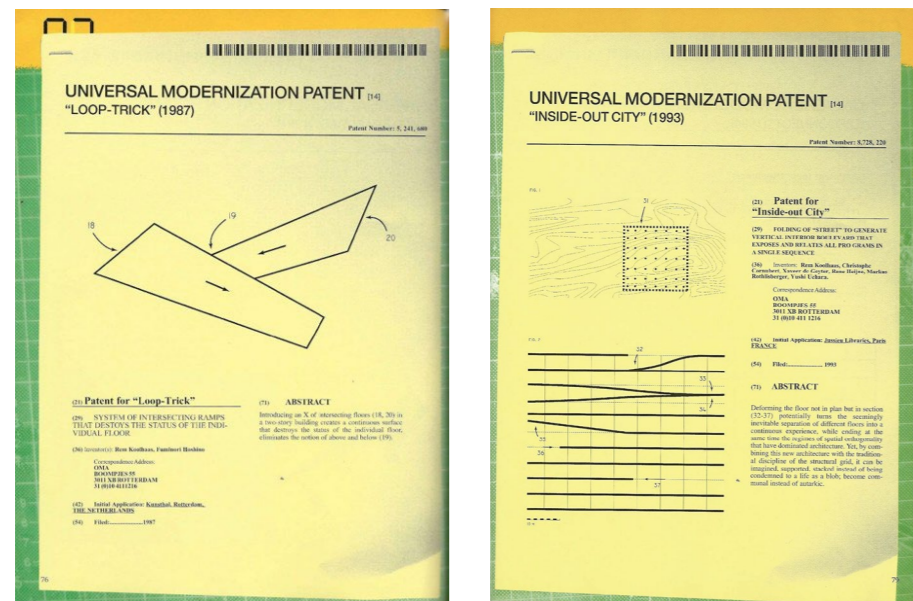 UNIVERSAL MODERNIZATION PATENT [14]
"LOOP-TRICK" (1987)
Patent Number: 5, 241, 680
18
19
20
(21) Patent for "Loop-Trick"
(29) SYSTEM OF INTERSECTING RAMPS
THAT DESTOYS THE STATUS OF THE INDI-
VIDUAL FLOOR
(36) Inventor(s): Rem Koolhaas, Fuminori Hoshino
Correspondence Address:
OMA
BOOMPJES 55
3011 XB ROTTERDAM
31 (0)10 4111216
(42) Initial Application: Kunsthal, Rotterdam,
THE NETHERLANDS
(54) Filed:1987
(71) ABSTRACT
Introducing an X of intersecting floors (18, 20) in
a two-story building creates a continuous surface
that destroys the status of the individual floor,
eliminates the notion of above and below (19).
76
UNIVERSAL MODERNIZATION PATENT [14]
"INSIDE-OUT CITY" (1993)
Patent Number: 8,728, 220
FIG. 1
31
32
33
34
35
36
37
(21) Patent for
"Inside-out City"
(29) FOLDING OF "STREET" TO GENERATE
VERTICAL INTERIOR BOULEVARD THAT
EXPOSES AND RELATES ALL PRO GRAMS IN
A SINGLE SEQUENCE
(36) Inventors: Rem Koolhaas, Christophe
Cornubert, Xaveer de Geyter, Rene Heijne, Markus
Rothlisberger, Yushi Uehara.
Correspondence Address:
OMA
BOOMPJES 55
3011 XB ROTTERDAM
31 (0)10 411 1216
(42) Initial Application: Jussieu Libraries, Paris
FRANCE
(54) Filed:1993
(71) ABSTRACT
Deforming the floor not in plan but in section
(32-37) potentially turns the seemingly
inevitable separation of different floors into a
continuous experience, while ending at the
same time the regimes of spatial orthogonality
that have dominated architecture. Yet, by com-
bining this new architecture with the tradition-
al discipline of the structural grid, it can be
imagined, supported, stacked instead of being
condemned to a life as a blob; become com-
munal instead of autarkic.